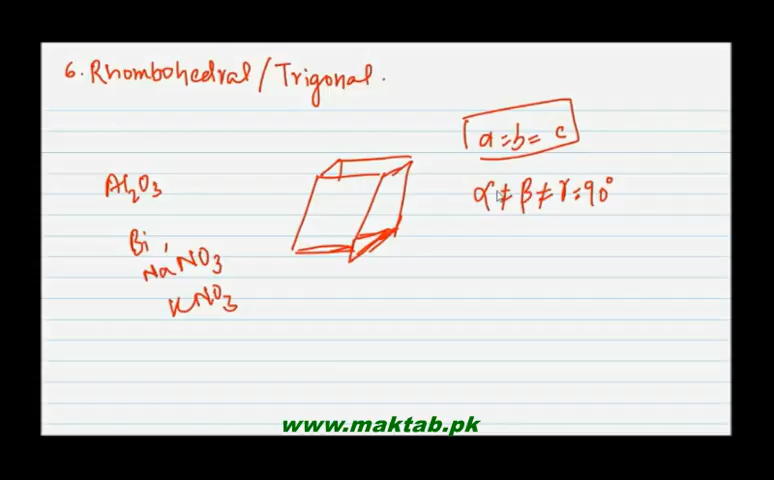 6. Rhombohedral / Trigonal.
a = b = c
Al₂O₃
α ≠ β ≠ γ = 90°
Bi,
NaNO₃
KNO₃
www.maktab.pk